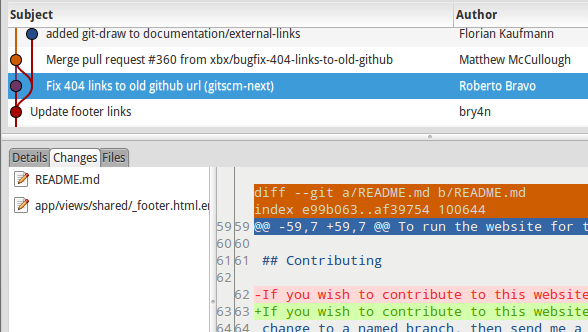 Subject Author
added git-draw to documentation/external-links Florian Kaufmann
Merge pull request #360 from xbx/bugfix-404-links-to-old-github Matthew McCullough
Fix 404 links to old github url (gitscm-next) Roberto Bravo
Update footer links bry4n
Details Changes Files
README.md
app/views/shared/_footer.html.er
diff --git a/README.md b/README.md
index e99b063..af39754 100644
59 59 @@ -59,7 +59,7 @@ To run the website for t
60 60
61 61 ## Contributing
62
62 -If you wish to contribute to this website
63 63 +If you wish to contribute to this website
64 64 change to a named branch, then send me a